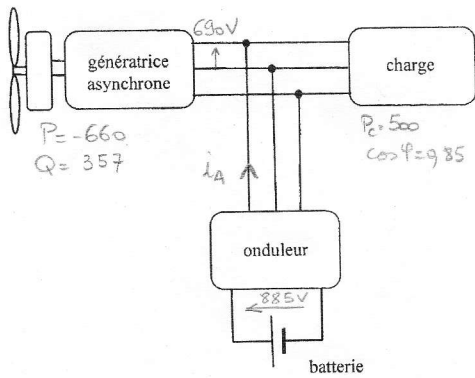 690V
génératrice
asynchrone
charge
P=-660
Q= 357
Pc=500
cos φ=0,85
iA
onduleur
885V
batterie